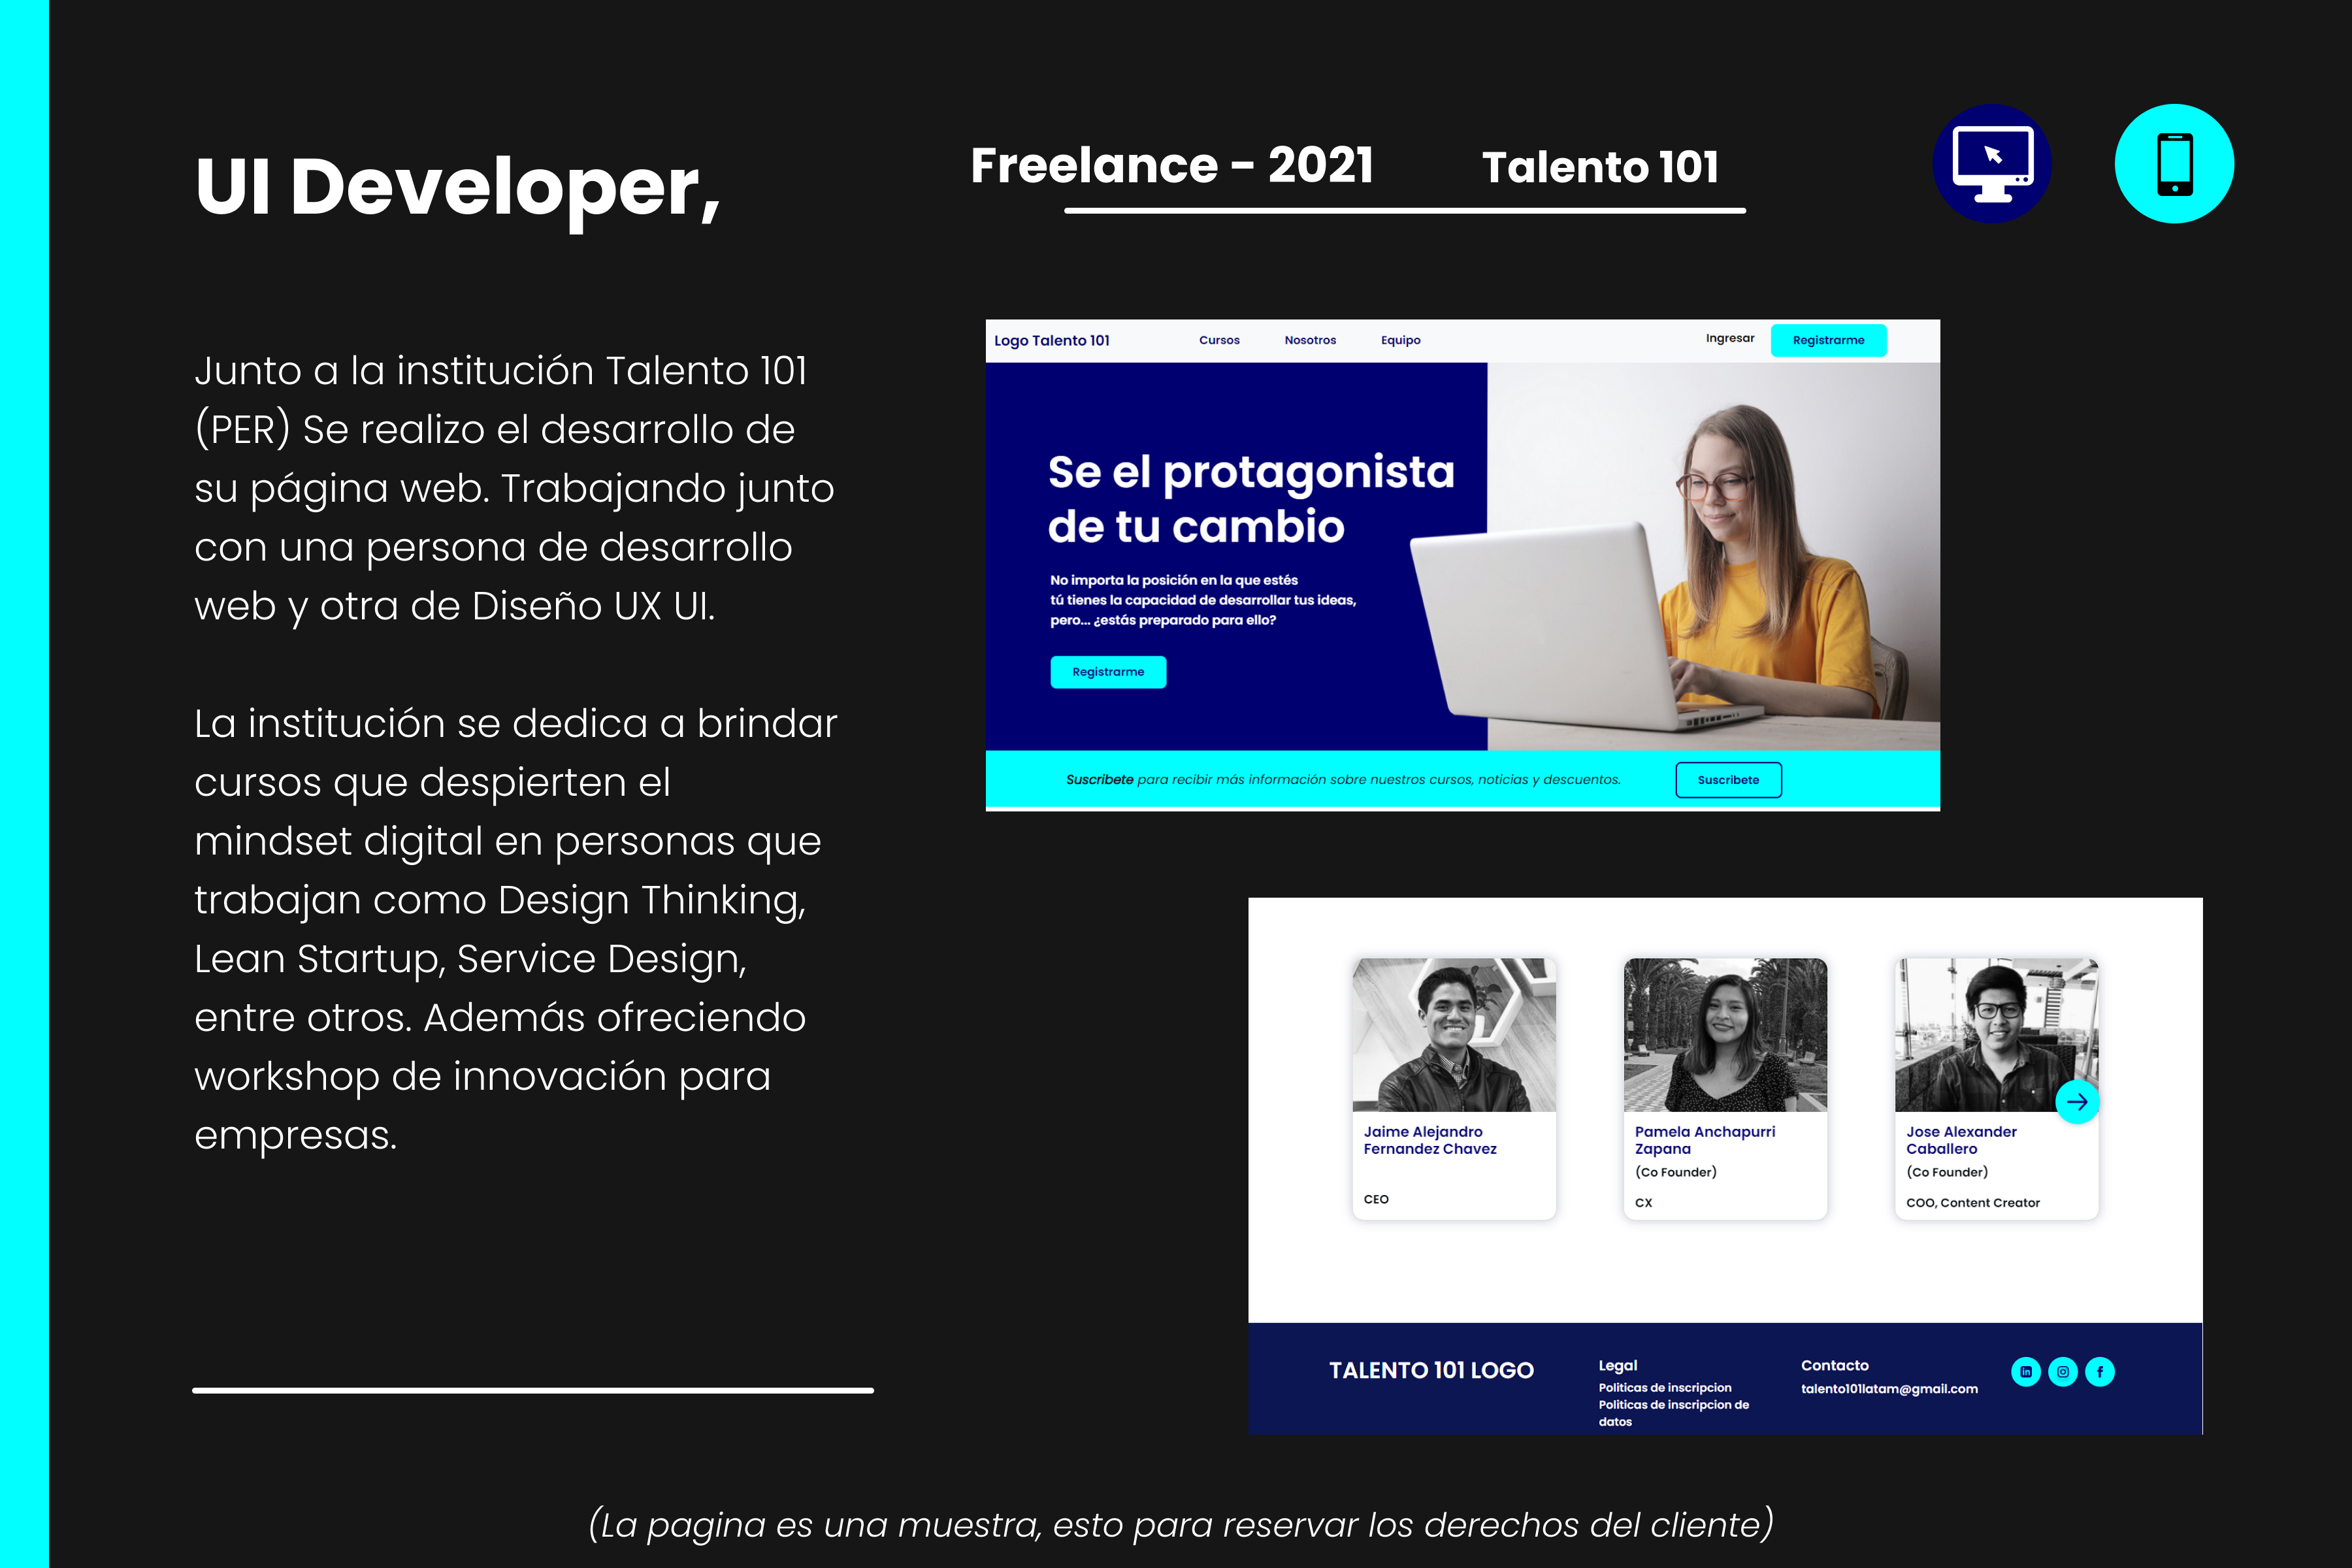 UI Developer,
Freelance - 2021
Talento 101
Junto a la institución Talento 101
(PER) Se realizo el desarrollo de
su página web. Trabajando junto
con una persona de desarrollo
web y otra de Diseño UX UI.
La institución se dedica a brindar
cursos que despierten el
mindset digital en personas que
trabajan como Design Thinking,
Lean Startup, Service Design,
entre otros. Además ofreciendo
workshop de innovación para
empresas.
Logo Talento 101
Cursos
Nosotros
Equipo
Ingresar
Registrarme
Se el protagonista
de tu cambio
No importa la posición en la que estés
tú tienes la capacidad de desarrollar tus ideas,
pero... ¿estás preparado para ello?
Registrarme
Suscribete para recibir más información sobre nuestros cursos, noticias y descuentos.
Suscribete
Jaime Alejandro
Fernandez Chavez
CEO
Pamela Anchapurri
Zapana
(Co Founder)
CX
Jose Alexander
Caballero
(Co Founder)
COO, Content Creator
TALENTO 101 LOGO
Legal
Politicas de inscripcion
Politicas de inscripcion de
datos
Contacto
talento101latam@gmail.com
(La pagina es una muestra, esto para reservar los derechos del cliente)